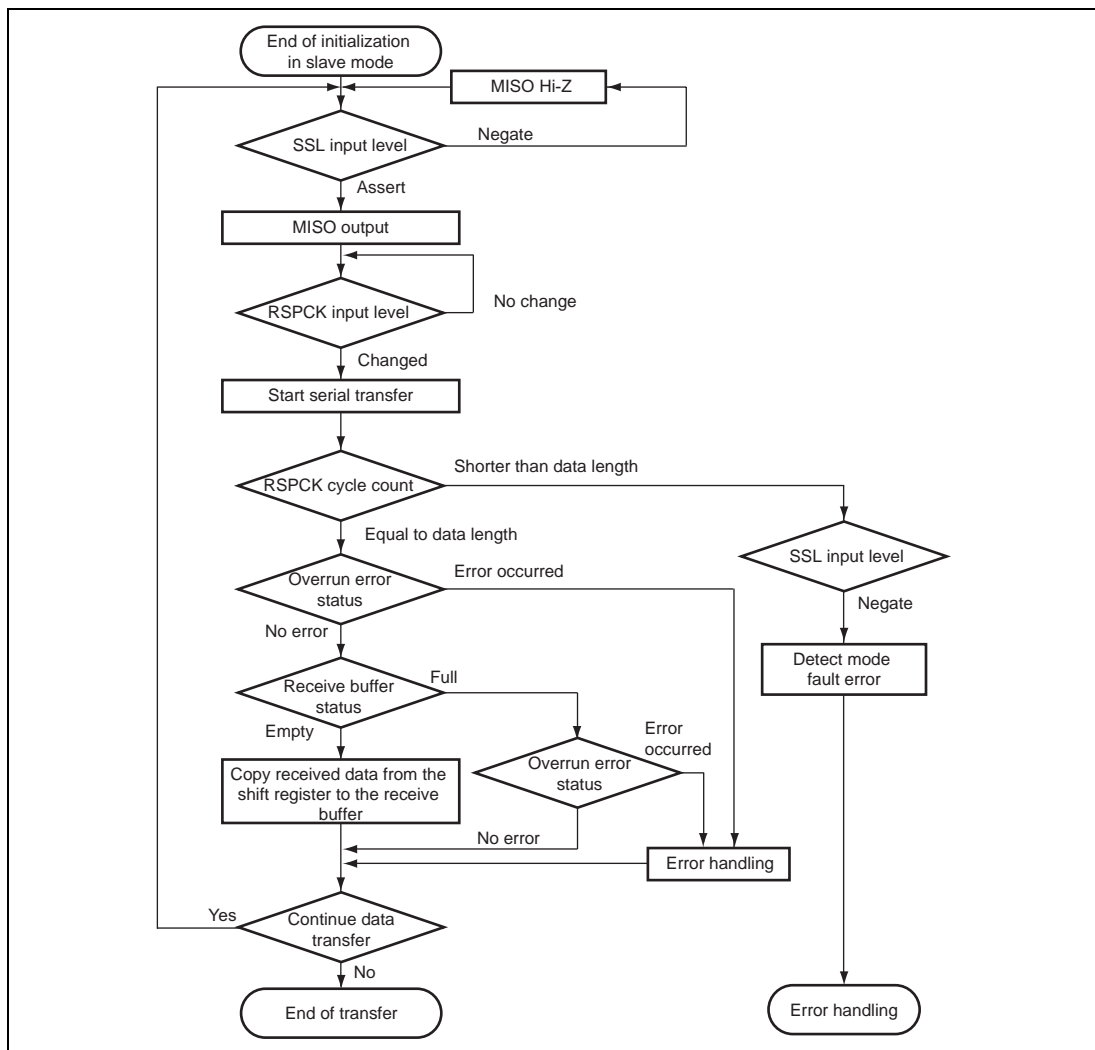 End of initialization
in slave mode
MISO Hi-Z
SSL input level
Negate
Assert
MISO output
RSPCK input level
No change
Changed
Start serial transfer
Shorter than data length
RSPCK cycle count
Equal to data length
SSL input level
Overrun error
status
Error occurred
Negate
No error
Detect mode
fault error
Receive buffer
status
Full
Empty
Error
occurred
Overrun error
status
Copy received data from the
shift register to the receive
buffer
No error
Error handling
Yes
Continue data
transfer
No
End of transfer
Error handling